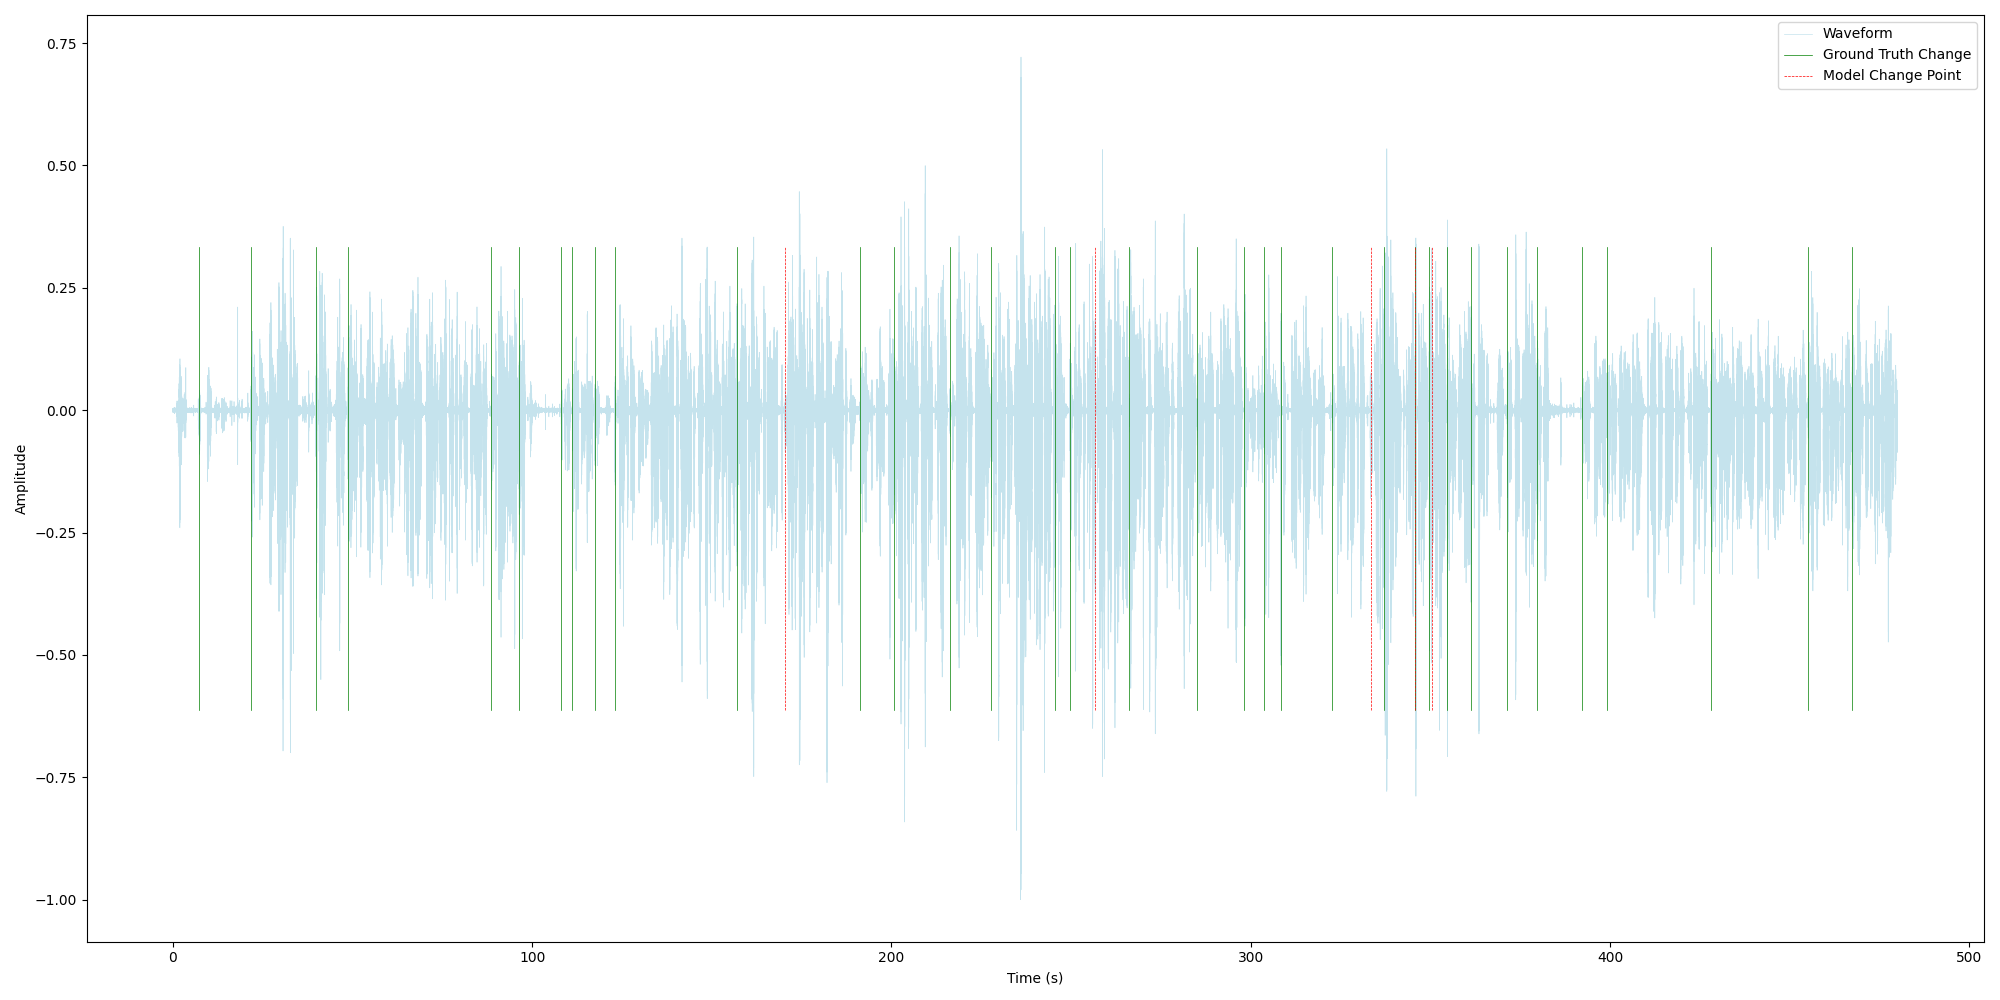 Waveform
Ground Truth Change
Model Change Point
0.75
0.50
0.25
0.00
−0.25
−0.50
−0.75
−1.00
Amplitude
0 100 200 300 400 500
Time (s)